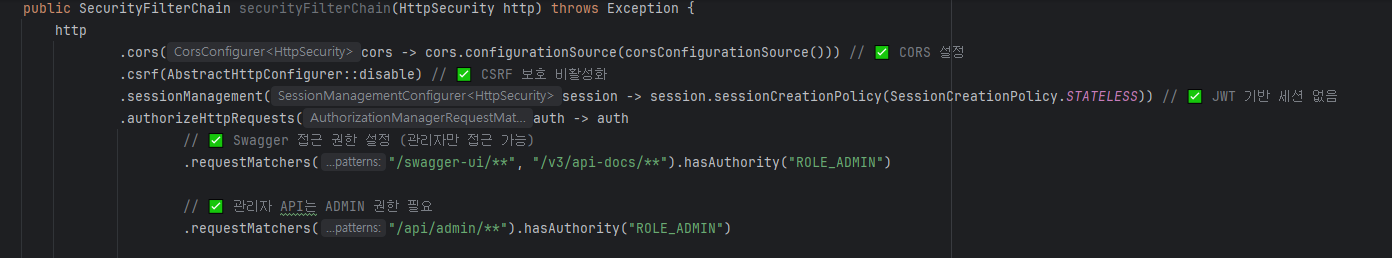 public SecurityFilterChain securityFilterChain(HttpSecurity http) throws Exception {
http
.cors( CorsConfigurer<HttpSecurity> cors -> cors.configurationSource(corsConfigurationSource())) // ✅ CORS 설정
.csrf(AbstractHttpConfigurer::disable) // ✅ CSRF 보호 비활성화
.sessionManagement( SessionManagementConfigurer<HttpSecurity> session -> session.sessionCreationPolicy(SessionCreationPolicy.STATELESS)) // ✅ JWT 기반 세션 없음
.authorizeHttpRequests( AuthorizationManagerRequestMat... auth -> auth
// ✅ Swagger 접근 권한 설정 (관리자만 접근 가능)
.requestMatchers( ...patterns: "/swagger-ui/**", "/v3/api-docs/**").hasAuthority("ROLE_ADMIN")
// ✅ 관리자 API는 ADMIN 권한 필요
.requestMatchers( ...patterns: "/api/admin/**").hasAuthority("ROLE_ADMIN")